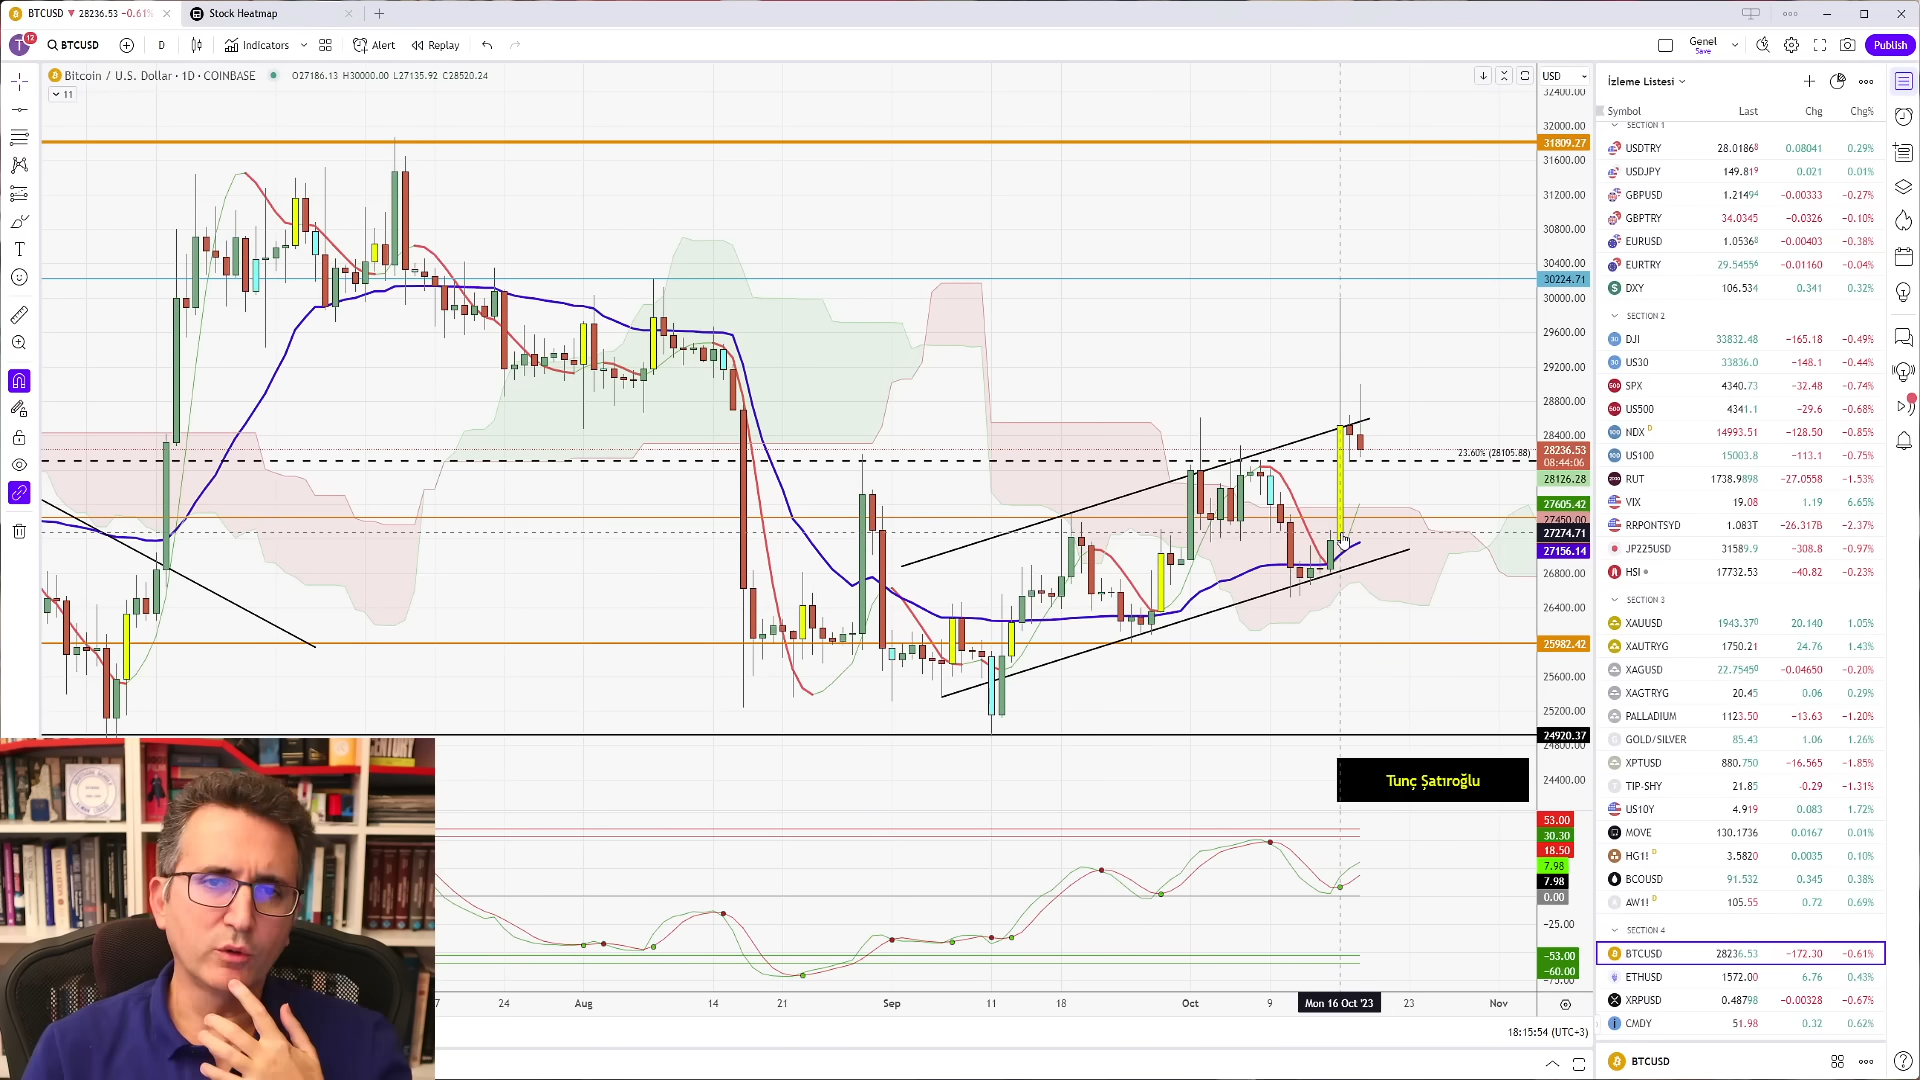 BTCUSD ▼ 28236.53 −0.61%
Stock Heatmap
T 12 BTCUSD D Indicators Alert Replay Genel Save Publish
Bitcoin / U.S. Dollar · 1D · COINBASE O27186.13 H30000.00 L27135.92 C28520.24
11
USD
32400.00
32000.00
31809.27
31600.00
31200.00
30800.00
30400.00
30224.71
30000.00
29600.00
29200.00
28800.00
28400.00
23.60% (28105.88)
28236.53
08:44:06
28126.28
27605.42
27450.00
27274.71
27156.14
26800.00
26400.00
25982.42
25600.00
25200.00
24920.37
24800.00
24400.00
Tunç Şatıroğlu
53.00
30.30
18.50
7.98
7.98
0.00
−25.00
−53.00
−60.00
−75.00
24 Aug 14 21 Sep 11 18 Oct 9 Mon 16 Oct '23 23 Nov
18:15:54 (UTC+3)
İzleme Listesi
Symbol Last Chg Chg%
SECTION 1
USDTRY 28.0186⁸ 0.08041 0.29%
USDJPY 149.819 0.021 0.01%
GBPUSD 1.2149⁴ −0.00333 −0.27%
GBPTRY 34.0345 −0.0326 −0.10%
EURUSD 1.0536⁸ −0.00403 −0.38%
EURTRY 29.5455⁶ −0.01160 −0.04%
DXY 106.534 0.341 0.32%
SECTION 2
DJI 33832.48 −165.18 −0.49%
US30 33836.0 −148.1 −0.44%
SPX 4340.73 −32.48 −0.74%
US500 4341.1 −29.6 −0.68%
NDX D 14993.51 −128.50 −0.85%
US100 15003.8 −113.1 −0.75%
RUT 1738.9898 −27.0558 −1.53%
VIX 19.08 1.19 6.65%
RRPONTSYD 1.083T −26.317B −2.37%
JP225USD 31589.9 −308.8 −0.97%
HSI 17732.53 −40.82 −0.23%
SECTION 3
XAUUSD 1943.37⁰ 20.140 1.05%
XAUTRYG 1750.21 24.76 1.43%
XAGUSD 22.7545⁰ −0.04650 −0.20%
XAGTRYG 20.45 0.06 0.29%
PALLADIUM 1123.50 −13.63 −1.20%
GOLD/SILVER 85.43 1.06 1.26%
XPTUSD 880.750 −16.565 −1.85%
TIP-SHY 21.85 −0.29 −1.31%
US10Y 4.919 0.083 1.72%
MOVE 130.1736 0.0167 0.01%
HG1! D 3.5820 0.0035 0.10%
BCOUSD 91.532 0.345 0.38%
AW1! D 105.55 0.72 0.69%
SECTION 4
BTCUSD 28236.53 −172.30 −0.61%
ETHUSD 1572.00 6.76 0.43%
XRPUSD 0.48798 −0.00328 −0.67%
CMDY 51.98 0.32 0.62%
BTCUSD